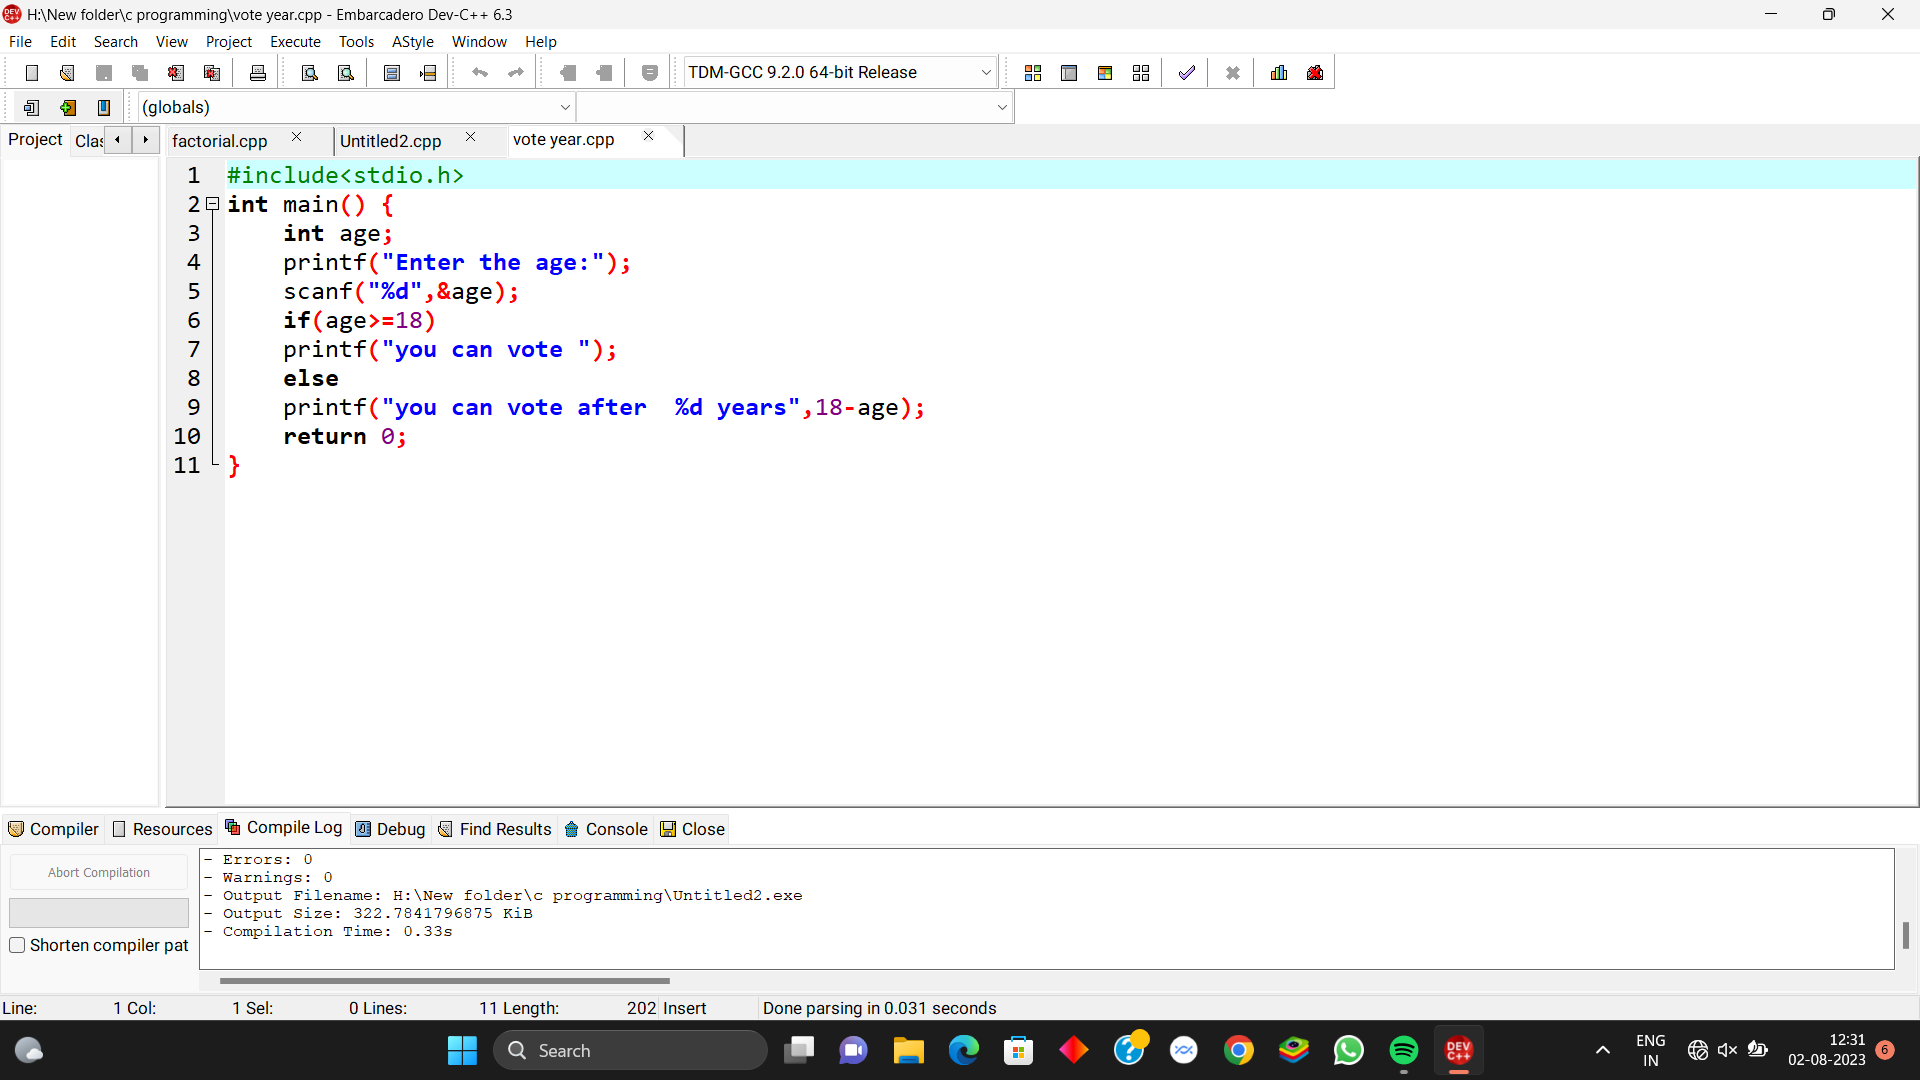 H:\New folder\c programming\vote year.cpp - Embarcadero Dev-C++ 6.3
File Edit Search View Project Execute Tools AStyle Window Help
TDM-GCC 9.2.0 64-bit Release
(globals)
Project Clas factorial.cpp Untitled2.cpp vote year.cpp
1 #include<stdio.h>
2 int main() {
3 int age;
4 printf("Enter the age:");
5 scanf("%d",&age);
6 if(age>=18)
7 printf("you can vote ");
8 else
9 printf("you can vote after  %d years",18-age);
10 return 0;
11 }
Compiler Resources Compile Log Debug Find Results Console Close
Abort Compilation
Shorten compiler pat
- Errors: 0
- Warnings: 0
- Output Filename: H:\New folder\c programming\Untitled2.exe
- Output Size: 322.7841796875 KiB
- Compilation Time: 0.33s
Line: 1 Col: 1 Sel: 0 Lines: 11 Length: 202 Insert Done parsing in 0.031 seconds
Search
DEV C++
ENG
IN
12:31
02-08-2023
6